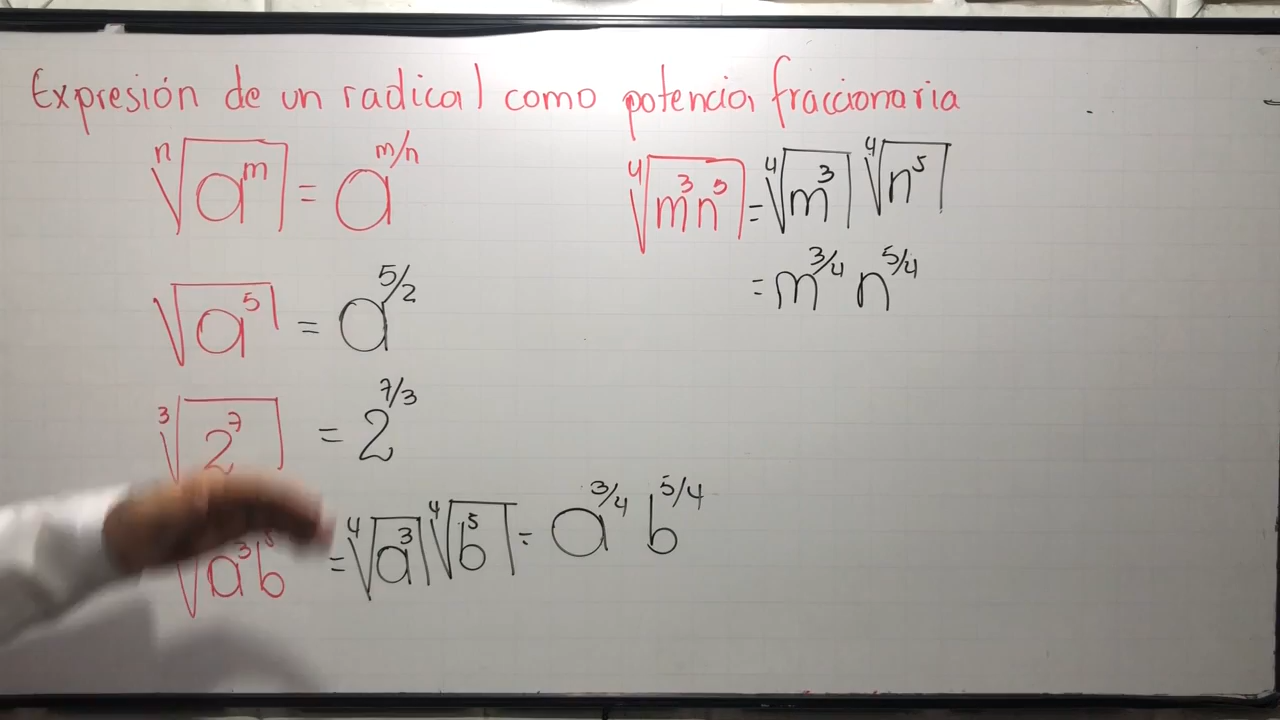 Expresión de un radical como potencia fraccionaria
ⁿ√(aᵐ) = a^(m/n)
√(a⁵) = a^(5/2)
³√(2⁷) = 2^(7/3)
√(a³b⁵) = ⁴√(a³) ⁴√(b⁵) = a^(3/4) b^(5/4)
⁴√(m³n⁵) = ⁴√(m³) ⁴√(n⁵)
= m^(3/4) n^(5/4)